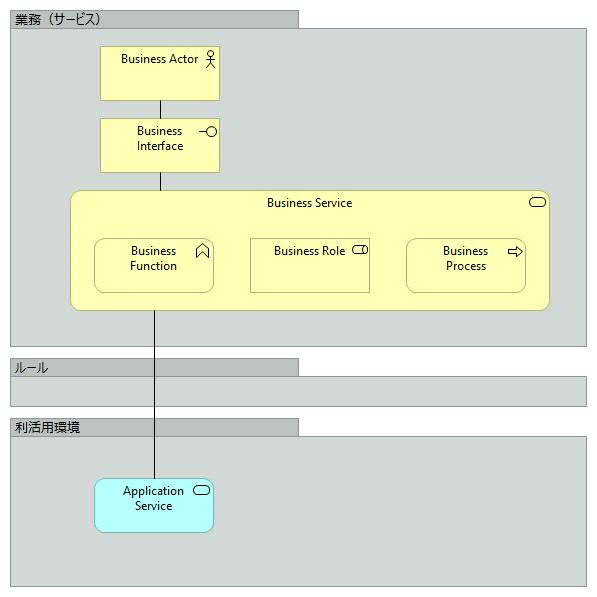 業務（サービス）
Business Actor
Business
Interface
Business Service
Business
Function
Business Role
Business
Process
ルール
利活用環境
Application
Service